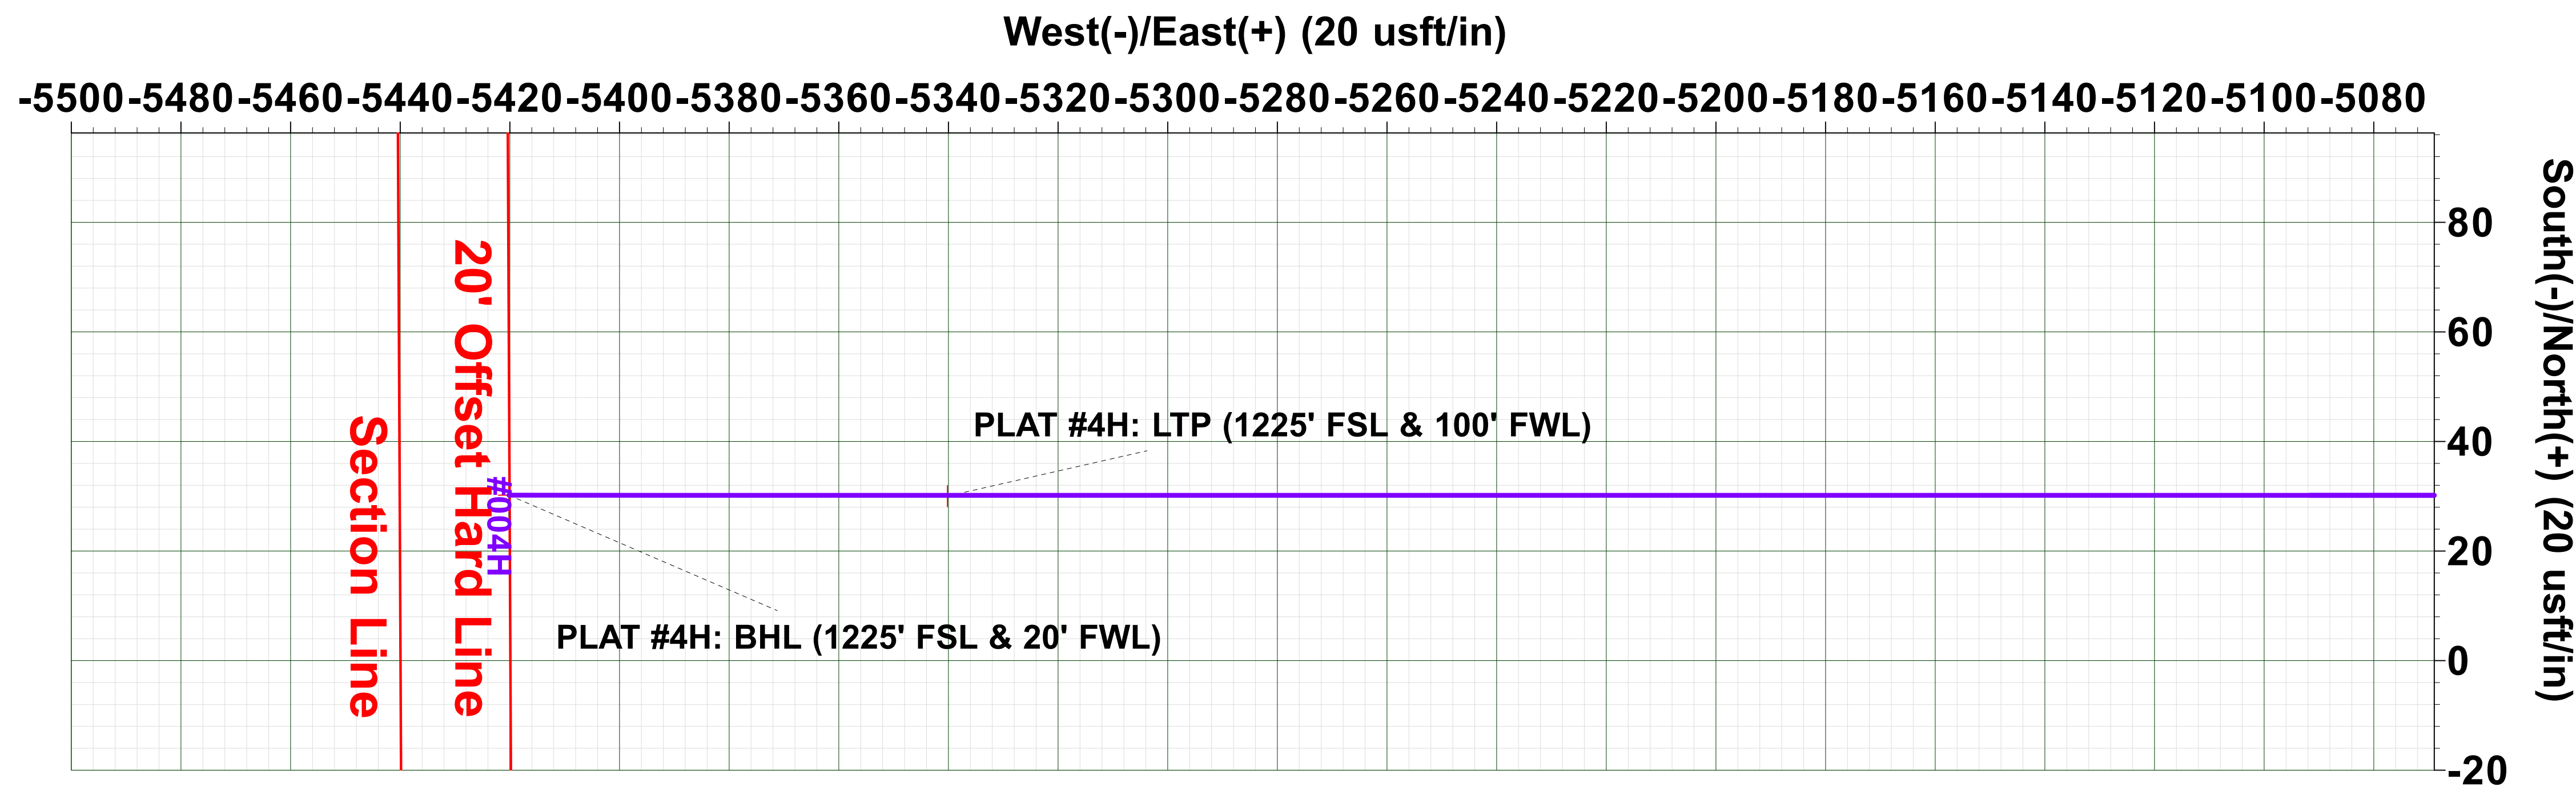 West(-)/East(+) (20 usft/in)
-5500 -5480 -5460 -5440 -5420 -5400 -5380 -5360 -5340 -5320 -5300 -5280 -5260 -5240 -5220 -5200 -5180 -5160 -5140 -5120 -5100 -5080
South(-)/North(+) (20 usft/in)
80
60
40
20
0
-20
20' Offset Hard Line
Section Line
#004H
PLAT #4H: LTP (1225' FSL & 100' FWL)
PLAT #4H: BHL (1225' FSL & 20' FWL)